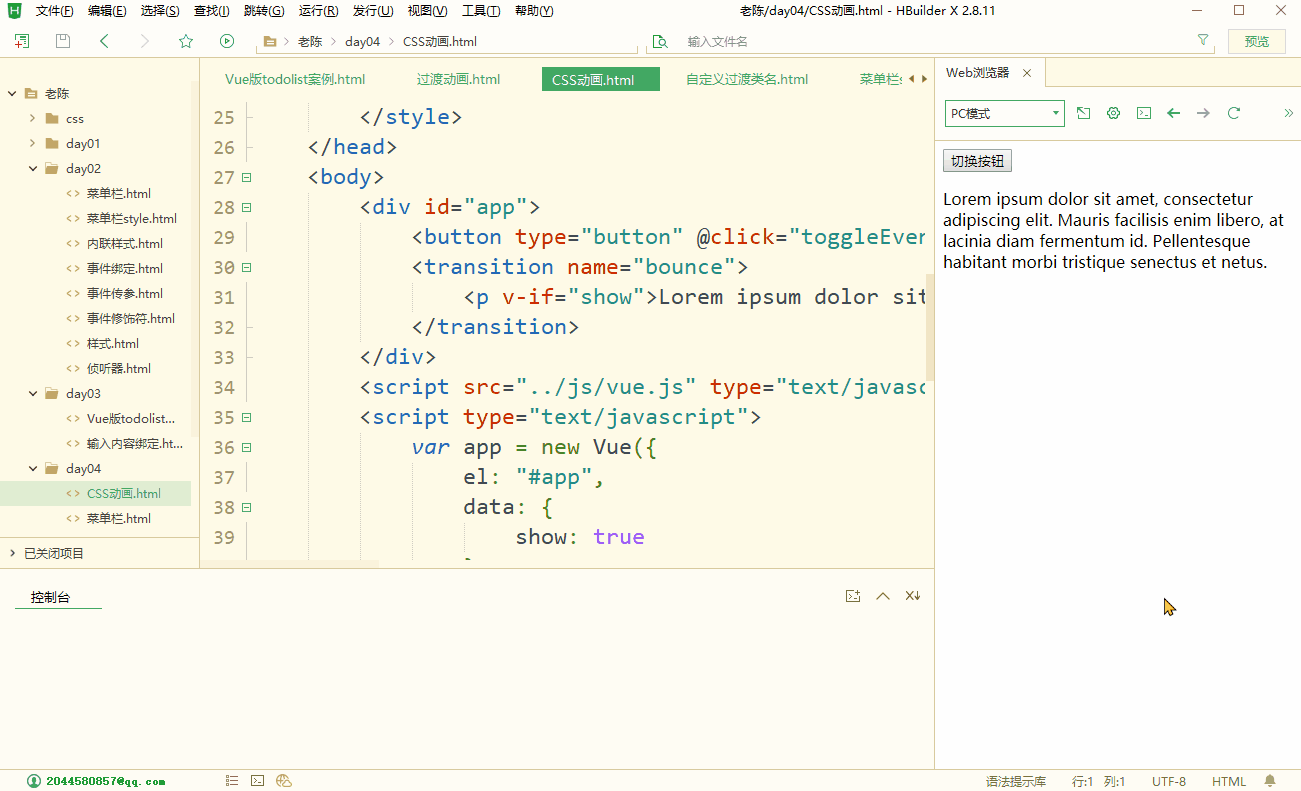 文件(F) 编辑(E) 选择(S) 查找(I) 跳转(G) 运行(R) 发行(U) 视图(V) 工具(T) 帮助(Y) 老陈/day04/CSS动画.html - HBuilder X 2.8.11
老陈 day04 CSS动画.html 输入文件名 预览
Vue版todolist案例.html 过渡动画.html CSS动画.html 自定义过渡类名.html 菜单栏s
Web浏览器
PC模式
老陈
css
day01
day02
菜单栏.html
菜单栏style.html
内联样式.html
事件绑定.html
事件传参.html
事件修饰符.html
样式.html
侦听器.html
day03
Vue版todolist...
输入内容绑定.ht...
day04
CSS动画.html
菜单栏.html
已关闭项目
25 </style>
26 </head>
27 <body>
28 <div id="app">
29 <button type="button" @click="toggleEver
30 <transition name="bounce">
31 <p v-if="show">Lorem ipsum dolor sit
32 </transition>
33 </div>
34 <script src="../js/vue.js" type="text/javasc
35 <script type="text/javascript">
36 var app = new Vue({
37 el: "#app",
38 data: {
39 show: true
切换按钮
Lorem ipsum dolor sit amet, consectetur
adipiscing elit. Mauris facilisis enim libero, at
lacinia diam fermentum id. Pellentesque
habitant morbi tristique senectus et netus.
控制台
2044580857@qq.com 语法提示库 行:1 列:1 UTF-8 HTML